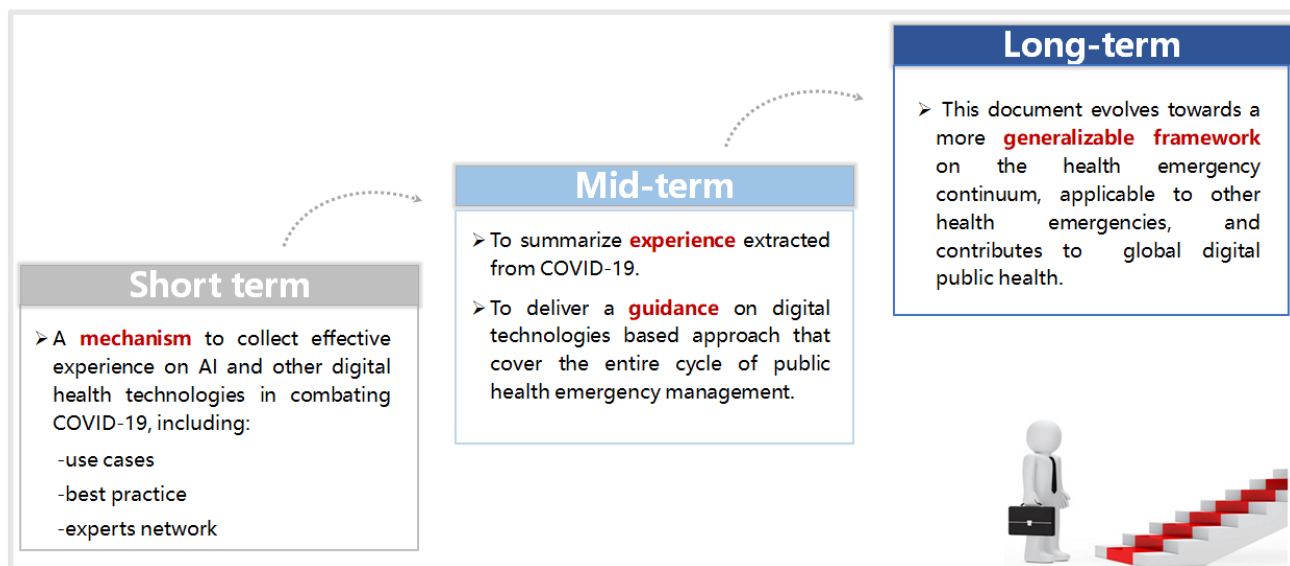 Short term
➢ A mechanism to collect effective
experience on AI and other digital
health technologies in combating
COVID-19, including:
-use cases
-best practice
-experts network
Mid-term
➢ To summarize experience extracted
from COVID-19.
➢ To deliver a guidance on digital
technologies based approach that
cover the entire cycle of public
health emergency management.
Long-term
➢ This document evolves towards a
more generalizable framework
on the health emergency
continuum, applicable to other
health emergencies, and
contributes to global digital
public health.